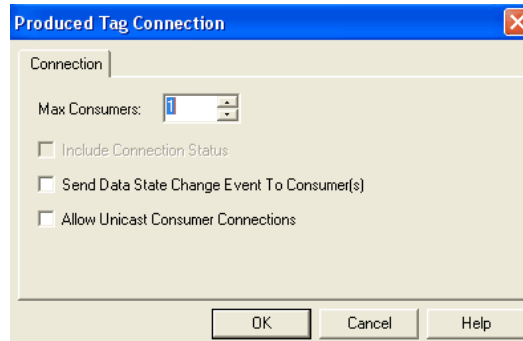 Produced Tag Connection
Connection
Max Consumers: 1
Include Connection Status
Send Data State Change Event To Consumer(s)
Allow Unicast Consumer Connections
OK Cancel Help